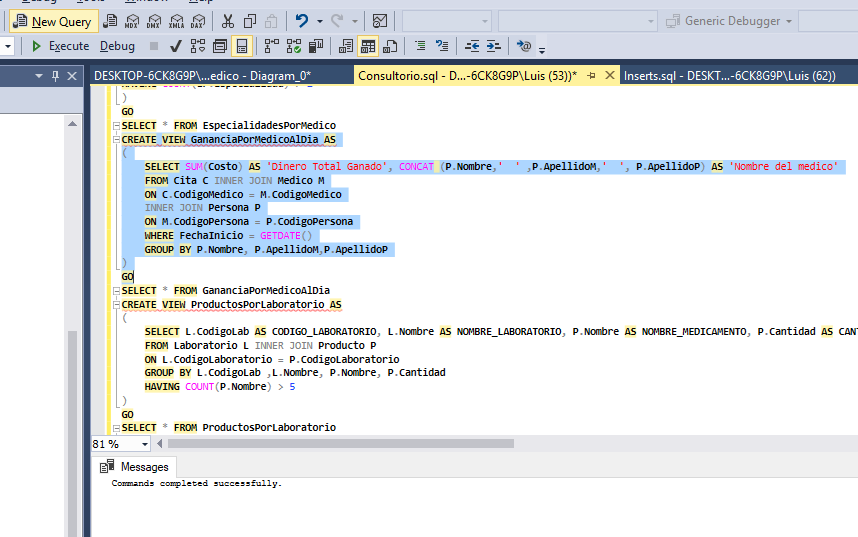 New Query MDX DMX XMLA DAX Generic Debugger
Execute Debug
DESKTOP-6CK8G9P\...edico - Diagram_0* Consultorio.sql - D...-6CK8G9P\Luis (53))* Inserts.sql - DESKT...-6CK8G9P\Luis (62))
)
GO
SELECT * FROM EspecialidadesPorMedico
CREATE VIEW GananciaPorMedicoAlDia AS
(
SELECT SUM(Costo) AS 'Dinero Total Ganado', CONCAT (P.Nombre,' ' ,P.ApellidoM,' ', P.ApellidoP) AS 'Nombre del medico'
FROM Cita C INNER JOIN Medico M
ON C.CodigoMedico = M.CodigoMedico
INNER JOIN Persona P
ON M.CodigoPersona = P.CodigoPersona
WHERE FechaInicio = GETDATE()
GROUP BY P.Nombre, P.ApellidoM,P.ApellidoP
)
GO
SELECT * FROM GananciaPorMedicoAlDia
CREATE VIEW ProductosPorLaboratorio AS
(
SELECT L.CodigoLab AS CODIGO_LABORATORIO, L.Nombre AS NOMBRE_LABORATORIO, P.Nombre AS NOMBRE_MEDICAMENTO, P.Cantidad AS CANT
FROM Laboratorio L INNER JOIN Producto P
ON L.CodigoLaboratorio = P.CodigoLaboratorio
GROUP BY L.CodigoLab ,L.Nombre, P.Nombre, P.Cantidad
HAVING COUNT(P.Nombre) > 5
)
GO
SELECT * FROM ProductosPorLaboratorio
81 %
Messages
Commands completed successfully.